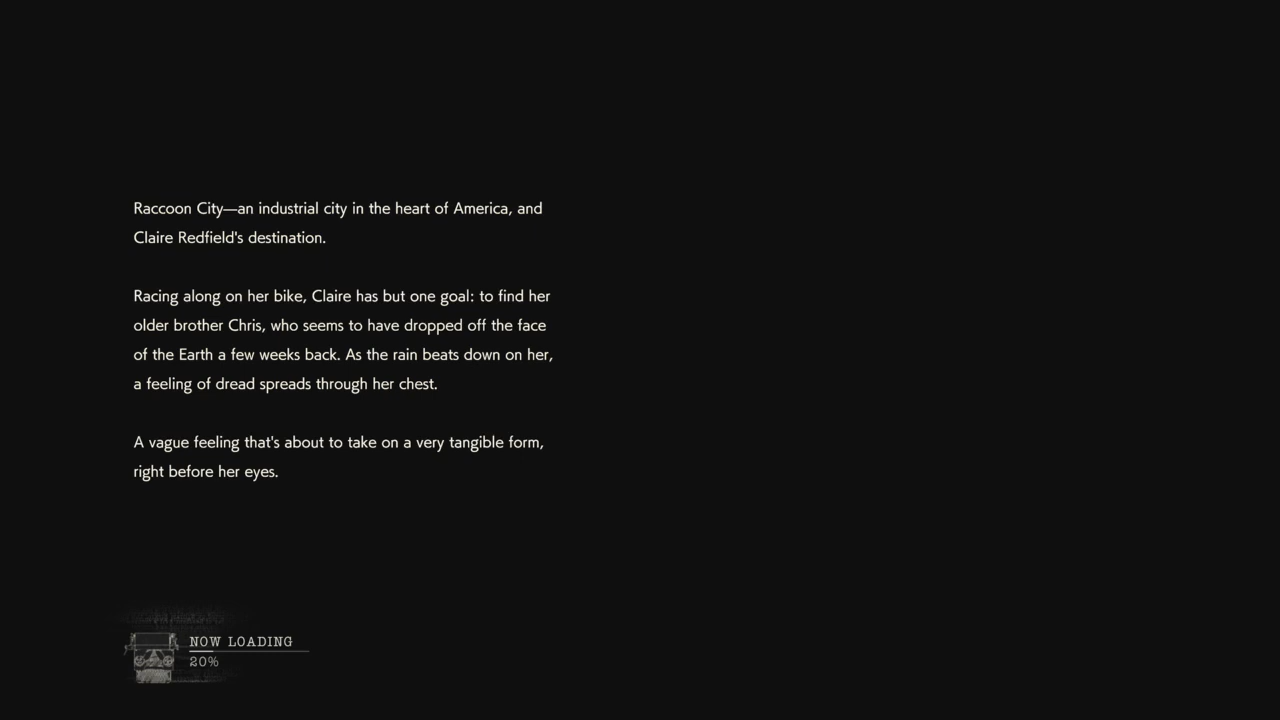 Raccoon City—an industrial city in the heart of America, and
Claire Redfield's destination.
Racing along on her bike, Claire has but one goal: to find her
older brother Chris, who seems to have dropped off the face
of the Earth a few weeks back. As the rain beats down on her,
a feeling of dread spreads through her chest.
A vague feeling that's about to take on a very tangible form,
right before her eyes.
NOW LOADING
20%